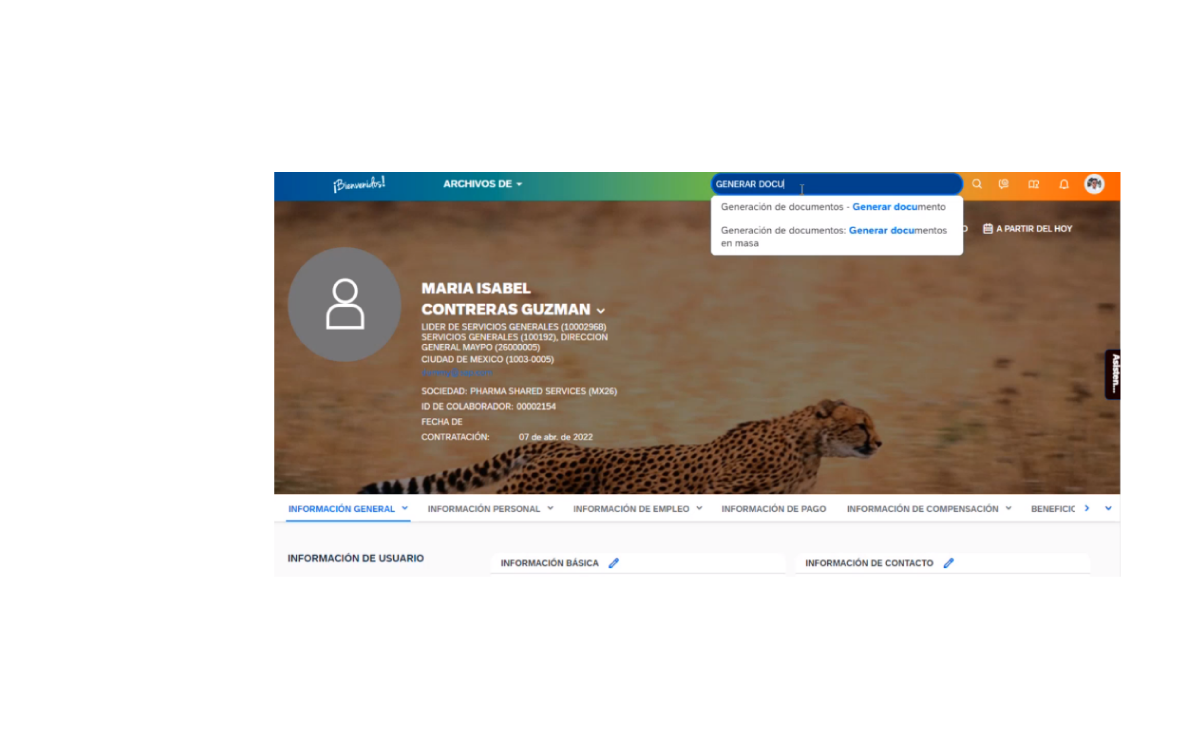 ¡Bienvenidos!
ARCHIVOS DE
GENERAR DOCU
Generación de documentos - Generar documento
Generación de documentos: Generar documentos
en masa
A PARTIR DEL HOY
MARIA ISABEL
CONTRERAS GUZMAN
LIDER DE SERVICIOS GENERALES (10002968)
SERVICIOS GENERALES (100192), DIRECCION
GENERAL MAYPO (26000005)
CIUDAD DE MEXICO (1003-0005)
SOCIEDAD: PHARMA SHARED SERVICES (MX26)
ID DE COLABORADOR: 00002154
FECHA DE
CONTRATACIÓN: 07 de abr. de 2022
Asisten...
INFORMACIÓN GENERAL INFORMACIÓN PERSONAL INFORMACIÓN DE EMPLEO INFORMACIÓN DE PAGO INFORMACIÓN DE COMPENSACIÓN BENEFICIO
INFORMACIÓN DE USUARIO
INFORMACIÓN BÁSICA
INFORMACIÓN DE CONTACTO